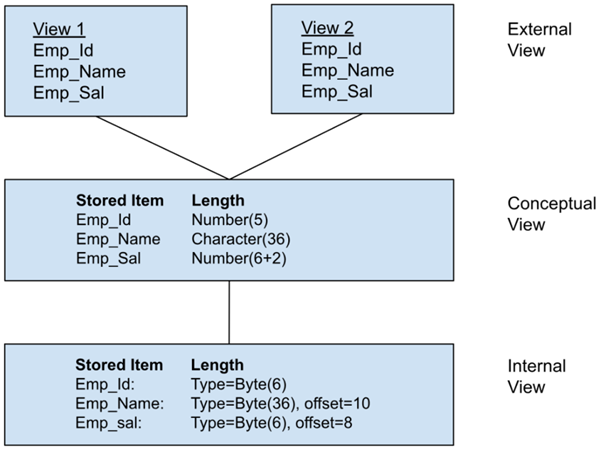 View 1
Emp_Id
Emp_Name
Emp_Sal
View 2
Emp_Id
Emp_Name
Emp_Sal
External
View
Stored Item Length
Emp_Id Number(5)
Emp_Name Character(36)
Emp_Sal Number(6+2)
Conceptual
View
Stored Item Length
Emp_Id: Type=Byte(6)
Emp_Name: Type=Byte(36), offset=10
Emp_sal: Type=Byte(6), offset=8
Internal
View